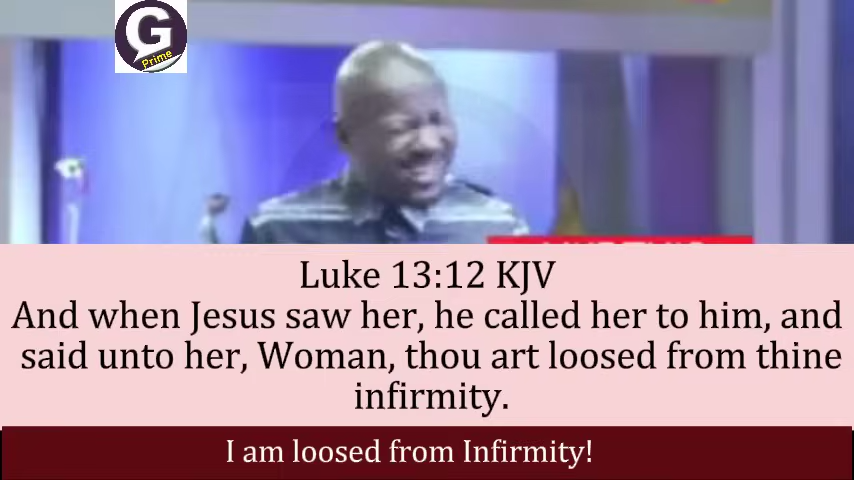 G
Prime
Luke 13:12 KJV
And when Jesus saw her, he called her to him, and
said unto her, Woman, thou art loosed from thine
infirmity.
I am loosed from Infirmity!